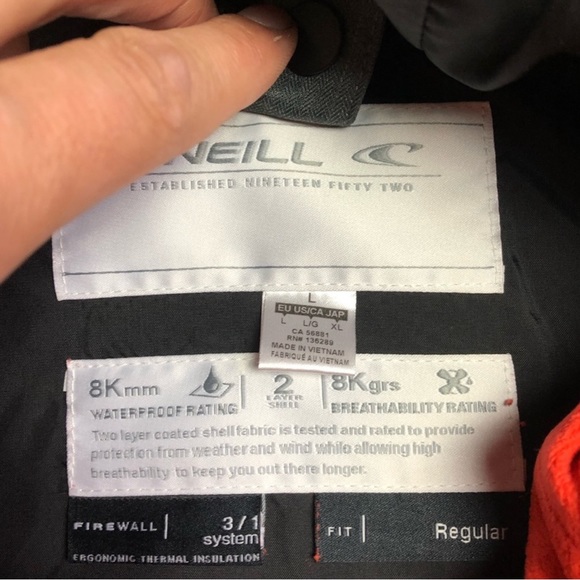 NEILL
ESTABLISHED NINETEEN FIFTY TWO
L
EU US/CA JAP
L L/G XL
CA 56891
RN# 136289
MADE IN VIETNAM
FABRIQUÉ AU VIETNAM
8Kmm
WATERPROOF RATING
2
LAYER
SHELL
8Kgrs
BREATHABILITY RATING
Two layer coated shell fabric is tested and rated to provide
protection from weather and wind while allowing high
breathability to keep you out there longer.
FIREWALL 3/1
system
ERGONOMIC THERMAL INSULATION
FIT Regular